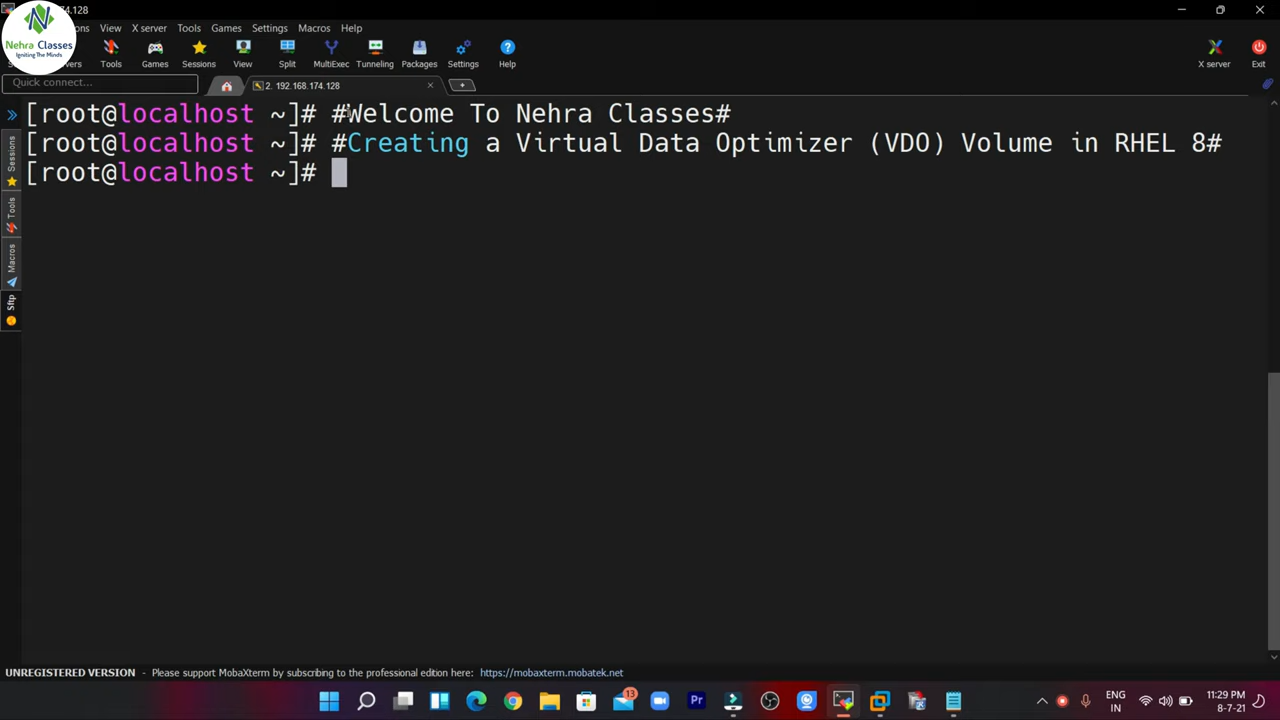 .128
View X server Tools Games Settings Macros Help
Nehra Classes
Igniting The Minds
Tools Games Sessions View Split MultiExec Tunneling Packages Settings Help X server Exit
Quick connect...
2. 192.168.174.128
[root@localhost ~]# #Welcome To Nehra Classes#
[root@localhost ~]# #Creating a Virtual Data Optimizer (VDO) Volume in RHEL 8#
[root@localhost ~]#
Sessions
Tools
Macros
Sftp
UNREGISTERED VERSION - Please support MobaXterm by subscribing to the professional edition here: https://mobaxterm.mobatek.net
13
Pr
ENG
IN
11:29 PM
8-7-21